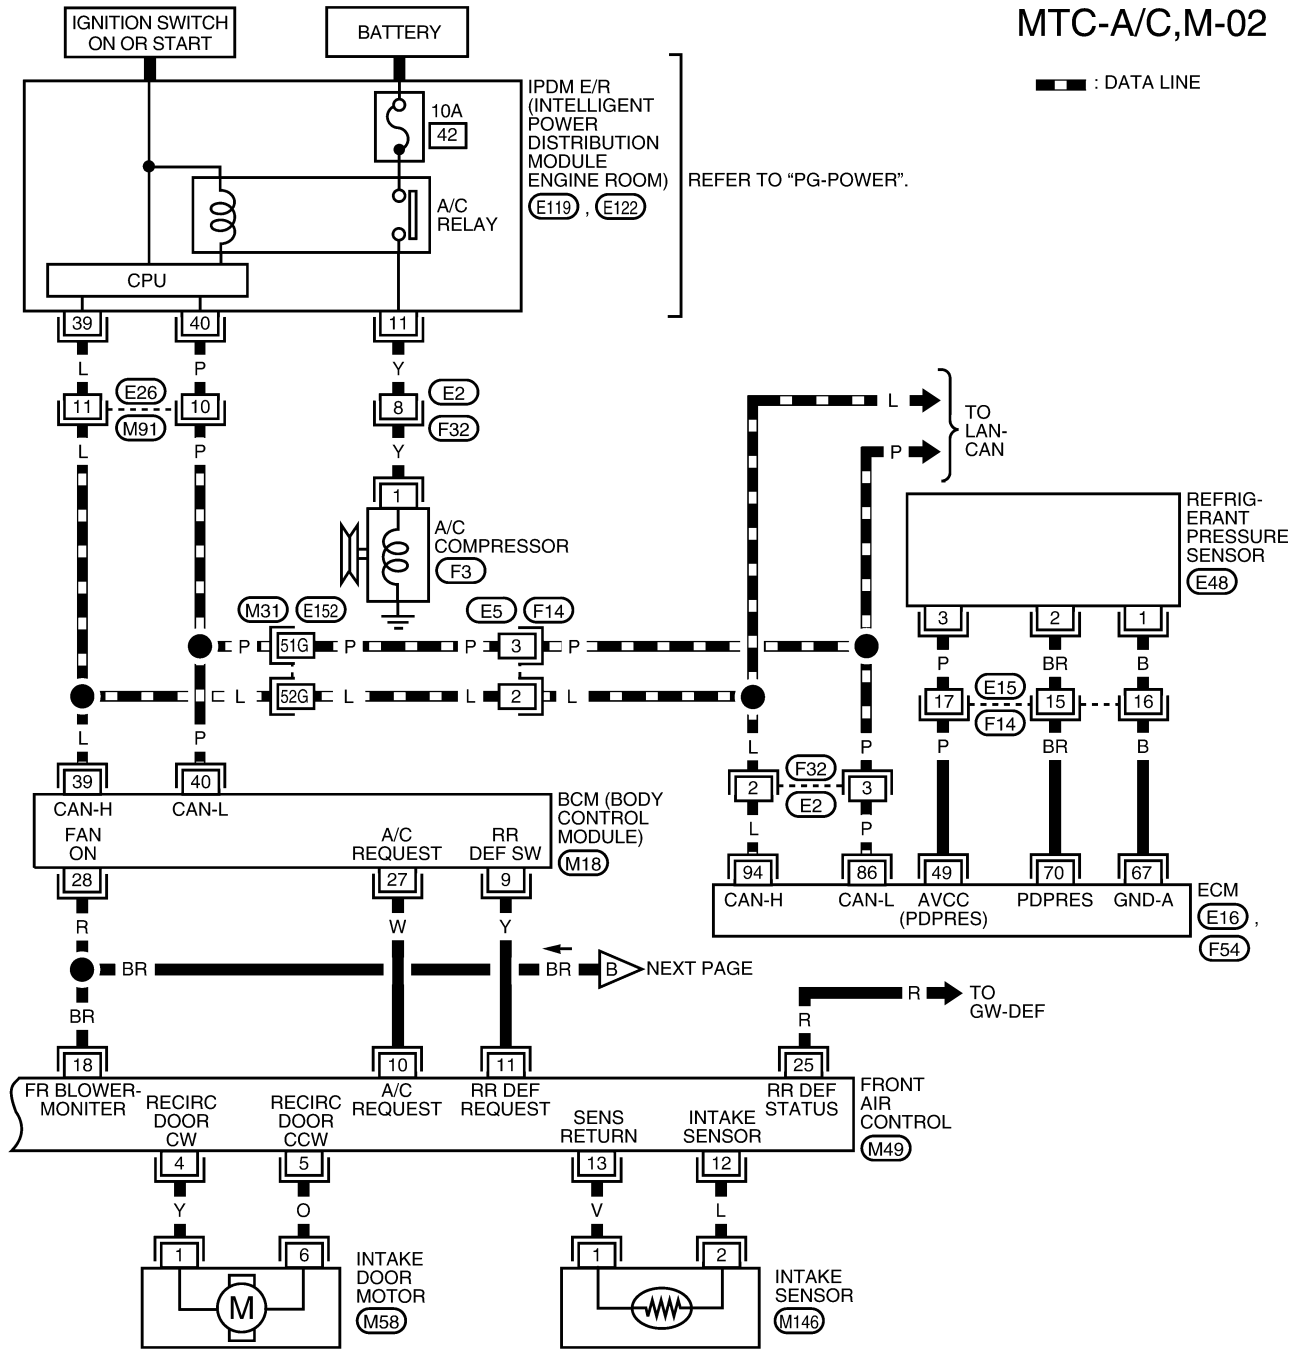 MTC-A/C,M-02
: DATA LINE
IGNITION SWITCH
ON OR START
BATTERY
10A
42
IPDM E/R
(INTELLIGENT
POWER
DISTRIBUTION
MODULE
ENGINE ROOM)
E119 , E122
REFER TO “PG-POWER”.
A/C
RELAY
CPU
39 40 11
L P Y
E26
11 10
M91
E2
8
F32
L P Y
1
A/C
COMPRESSOR
F3
L
P
TO
LAN-
CAN
REFRIG-
ERANT
PRESSURE
SENSOR
E48
3 2 1
P BR B
E15
17 15 16
F14
P BR B
M31 E152 E5 F14
P 51G P P 3 P
L 52G L L 2 L
L P
L P
F32
2 3
E2
L P
39 40
CAN-H CAN-L
FAN
ON
A/C
REQUEST
RR
DEF SW
BCM (BODY
CONTROL
MODULE)
M18
28 27 9
R W Y
94 86 49 70 67
CAN-H CAN-L AVCC
(PDPRES)
PDPRES GND-A
ECM
E16 ,
F54
BR BR B NEXT PAGE
BR
R
R
TO
GW-DEF
18 10 11 25
FR BLOWER-
MONITER
RECIRC
DOOR
CW
RECIRC
DOOR
CCW
A/C
REQUEST
RR DEF
REQUEST
SENS
RETURN
INTAKE
SENSOR
RR DEF
STATUS
FRONT
AIR
CONTROL
M49
4 5 13 12
Y O V L
1 6 1 2
M
INTAKE
DOOR
MOTOR
M58
INTAKE
SENSOR
M146